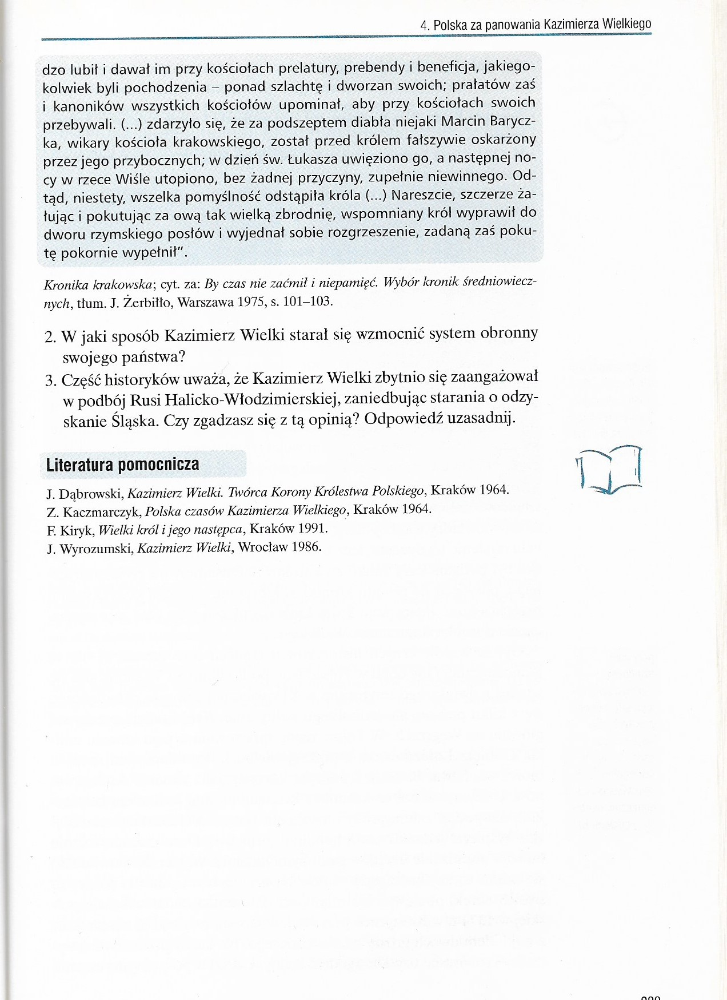 4. Polska za panowania Kazimierza Wielkiego
dzo lubił i dawał im przy kościołach prelatury, prebendy i beneficja, jakiego-
kolwiek byli pochodzenia – ponad szlachtę i dworzan swoich; prałatów zaś
i kanoników wszystkich kościołów upominał, aby przy kościołach swoich
przebywali. (...) zdarzyło się, że za podszeptem diabła niejaki Marcin Barycz-
ka, wikary kościoła krakowskiego, został przed królem fałszywie oskarżony
przez jego przybocznych; w dzień św. Łukasza uwięziono go, a następnej no-
cy w rzece Wiśle utopiono, bez żadnej przyczyny, zupełnie niewinnego. Od-
tąd, niestety, wszelka pomyślność odstąpiła króla (...) Nareszcie, szczerze ża-
łując i pokutując za ową tak wielką zbrodnię, wspomniany król wyprawił do
dworu rzymskiego posłów i wyjednał sobie rozgrzeszenie, zadaną zaś poku-
tę pokornie wypełnił".
Kronika krakowska; cyt. za: By czas nie zaćmił i niepamięć. Wybór kronik średniowiecz-
nych, tłum. J. Żerbiłło, Warszawa 1975, s. 101–103.
2. W jaki sposób Kazimierz Wielki starał się wzmocnić system obronny
swojego państwa?
3. Część historyków uważa, że Kazimierz Wielki zbytnio się zaangażował
w podbój Rusi Halicko-Włodzimierskiej, zaniedbując starania o odzy-
skanie Śląska. Czy zgadzasz się z tą opinią? Odpowiedź uzasadnij.
Literatura pomocnicza
J. Dąbrowski, Kazimierz Wielki. Twórca Korony Królestwa Polskiego, Kraków 1964.
Z. Kaczmarczyk, Polska czasów Kazimierza Wielkiego, Kraków 1964.
F. Kiryk, Wielki król i jego następca, Kraków 1991.
J. Wyrozumski, Kazimierz Wielki, Wrocław 1986.